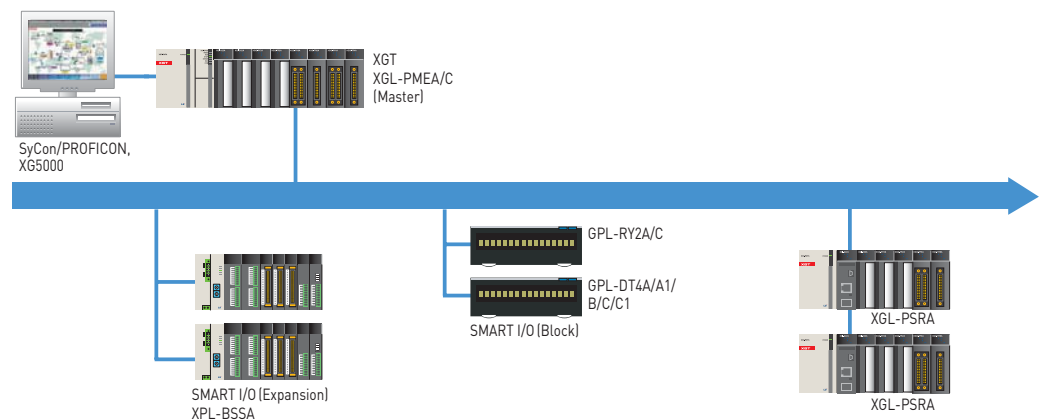 XGT
XGL-PMEA/C
(Master)
XGT
SyCon/PROFICON,
XG5000
GPL-RY2A/C
GPL-DT4A/A1/
B/C/C1
SMART I/O (Block)
SMART I/O (Expansion)
XPL-BSSA
XGL-PSRA
XGL-PSRA